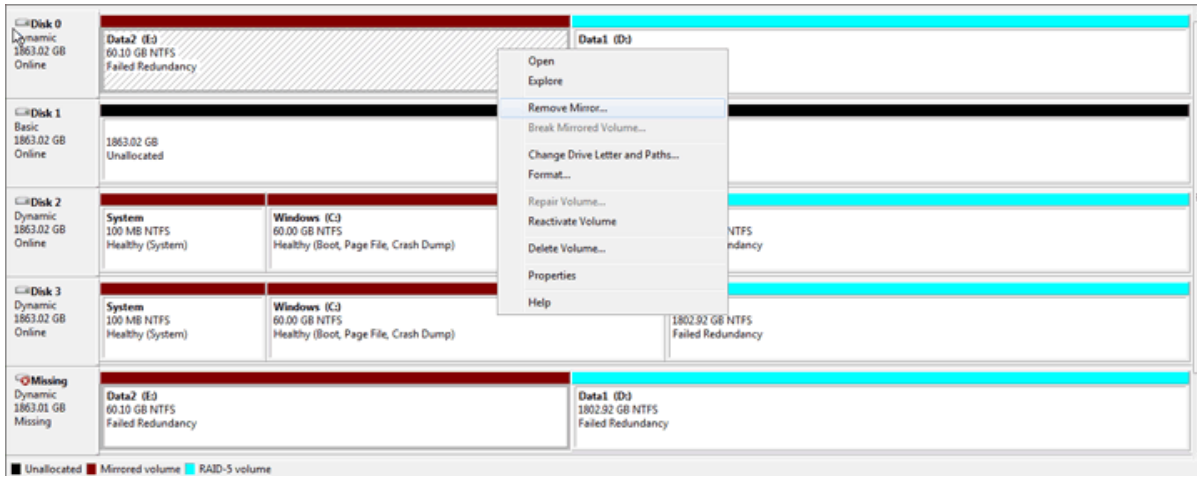 Disk 0
Dynamic
1863.02 GB
Online
Data2 (E:)
60.10 GB NTFS
Failed Redundancy
Data1 (D:)
Open
Explore
Remove Mirror...
Break Mirrored Volume...
Change Drive Letter and Paths...
Format...
Repair Volume...
Reactivate Volume
Delete Volume...
Properties
Help
Disk 1
Basic
1863.02 GB
Online
1863.02 GB
Unallocated
Disk 2
Dynamic
1863.02 GB
Online
System
100 MB NTFS
Healthy (System)
Windows (C:)
60.00 GB NTFS
Healthy (Boot, Page File, Crash Dump)
NTFS
ndancy
Disk 3
Dynamic
1863.02 GB
Online
System
100 MB NTFS
Healthy (System)
Windows (C:)
60.00 GB NTFS
Healthy (Boot, Page File, Crash Dump)
1802.92 GB NTFS
Failed Redundancy
Missing
Dynamic
1863.01 GB
Missing
Data2 (E:)
60.10 GB NTFS
Failed Redundancy
Data1 (D:)
1802.92 GB NTFS
Failed Redundancy
Unallocated Mirrored volume RAID-5 volume